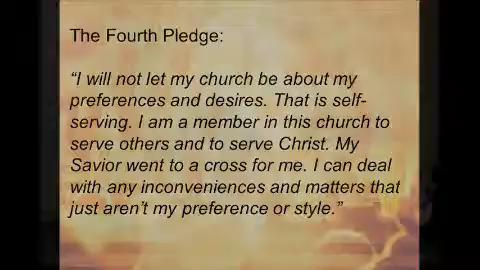 The Fourth Pledge:
“I will not let my church be about my
preferences and desires. That is self-
serving. I am a member in this church to
serve others and to serve Christ. My
Savior went to a cross for me. I can deal
with any inconveniences and matters that
just aren’t my preference or style.”